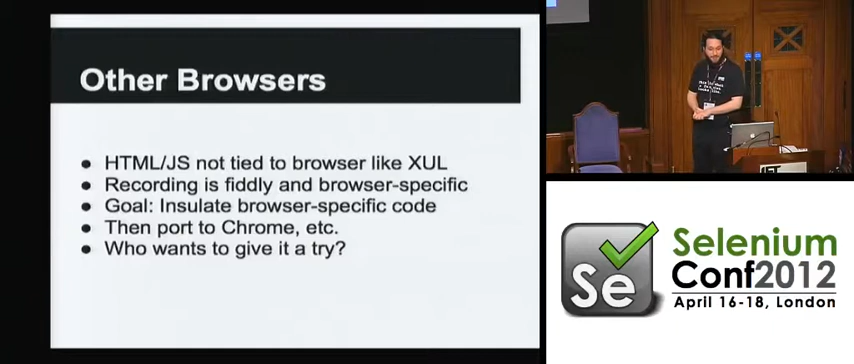 Other Browsers
HTML/JS not tied to browser like XUL
Recording is fiddly and browser-specific
Goal: Insulate browser-specific code
Then port to Chrome, etc.
Who wants to give it a try?
Se
Selenium
Conf2012
April 16-18, London